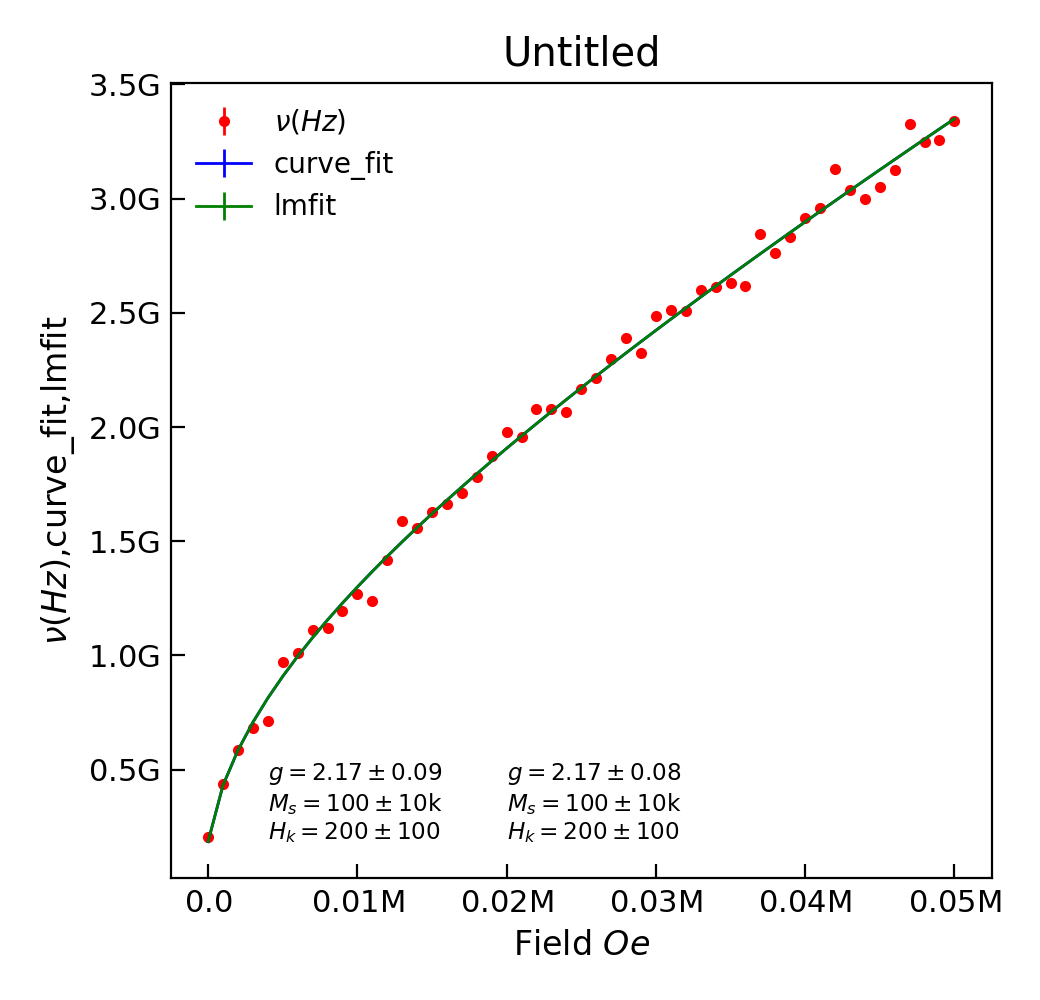 Untitled
3.5G
3.0G
2.5G
2.0G
1.5G
1.0G
0.5G
ν(Hz),curve_fit,lmfit
ν(Hz)
curve_fit
lmfit
g = 2.17 ± 0.09
M_s = 100 ± 10k
H_k = 200 ± 100
g = 2.17 ± 0.08
M_s = 100 ± 10k
H_k = 200 ± 100
0.0 0.01M 0.02M 0.03M 0.04M 0.05M
Field Oe